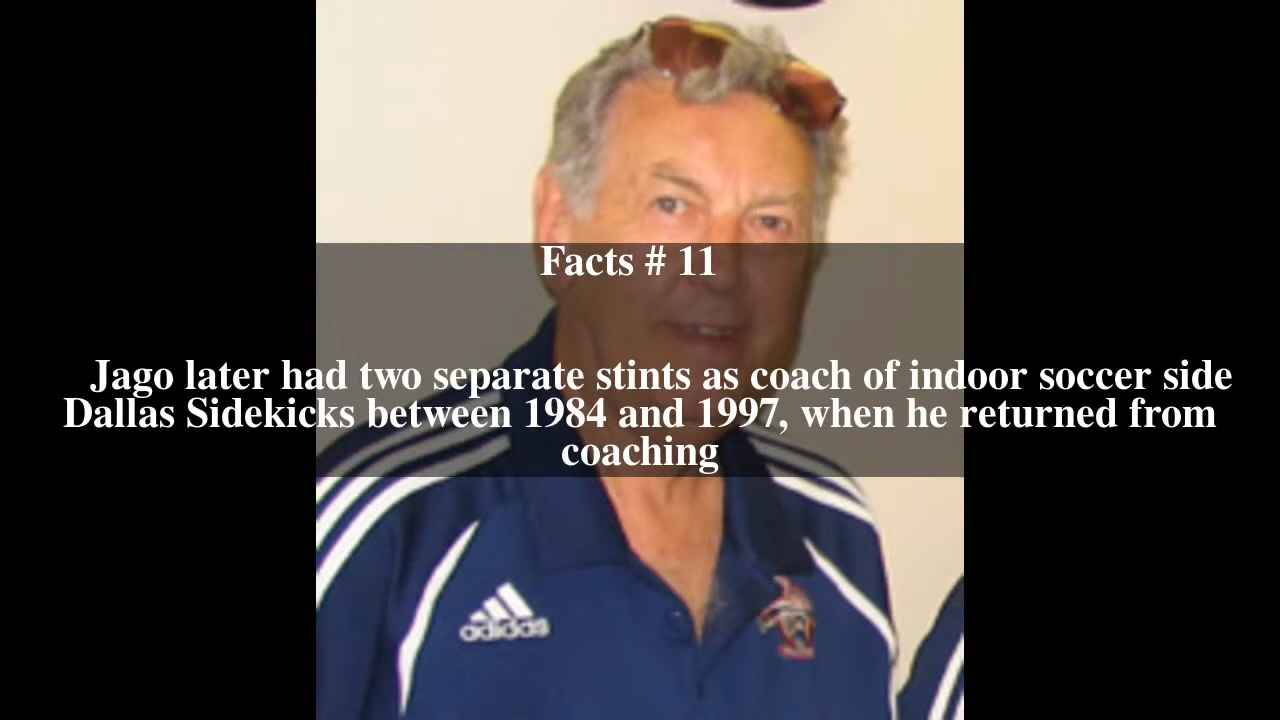 Facts # 11
Jago later had two separate stints as coach of indoor soccer side
Dallas Sidekicks between 1984 and 1997, when he returned from
coaching
adidas